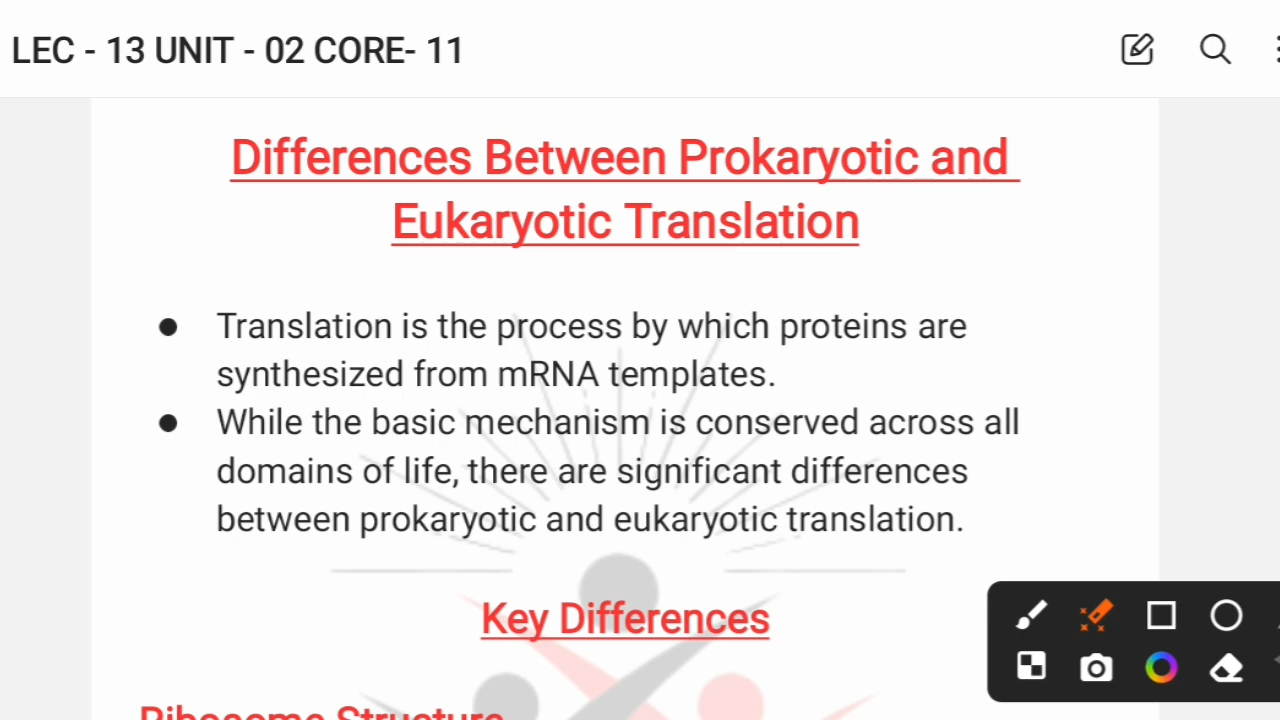 LEC - 13 UNIT - 02 CORE- 11
Differences Between Prokaryotic and
Eukaryotic Translation
● Translation is the process by which proteins are
synthesized from mRNA templates.
● While the basic mechanism is conserved across all
domains of life, there are significant differences
between prokaryotic and eukaryotic translation.
Key Differences
Ribosome Structure